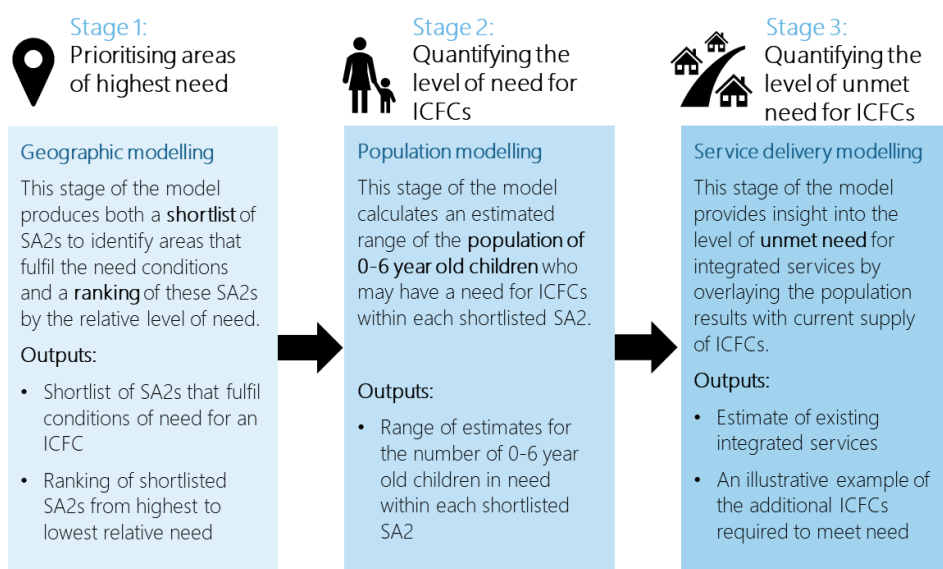 Stage 1:
Prioritising areas
of highest need
Geographic modelling
This stage of the model
produces both a shortlist of
SA2s to identify areas that
fulfil the need conditions
and a ranking of these SA2s
by the relative level of need.
Outputs:
• Shortlist of SA2s that fulfil
conditions of need for an
ICFC
• Ranking of shortlisted
SA2s from highest to
lowest relative need
Stage 2:
Quantifying the
level of need for
ICFCs
Population modelling
This stage of the model
calculates an estimated
range of the population of
0-6 year old children who
may have a need for ICFCs
within each shortlisted SA2.
Outputs:
• Range of estimates for
the number of 0-6 year
old children in need
within each shortlisted
SA2
Stage 3:
Quantifying the
level of unmet
need for ICFCs
Service delivery modelling
This stage of the model
provides insight into the
level of unmet need for
integrated services by
overlaying the population
results with current supply
of ICFCs.
Outputs:
• Estimate of existing
integrated services
• An illustrative example of
the additional ICFCs
required to meet need